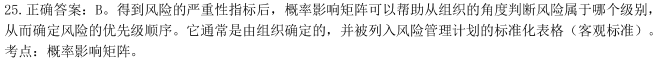 25.正确答案：B。得到风险的严重性指标后，概率影响矩阵可以帮助从组织的角度判断风险属于哪个级别，
从而确定风险的优先级顺序。它通常是由组织确定的，并被列入风险管理计划的标准化表格（客观标准）。
考点：概率影响矩阵。